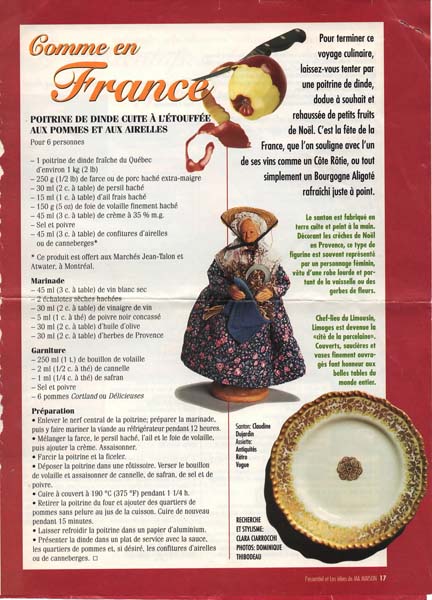 Comme en
France
POITRINE DE DINDE CUITE À L'ÉTOUFFÉE
AUX POMMES ET AUX AIRELLES
Pour 6 personnes
– 1 poitrine de dinde fraîche du Québec
d'environ 1 kg (2 lb)
– 250 g (1/2 lb) de farce ou de porc haché extra-maigre
– 30 ml (2 c. à table) de persil haché
– 15 ml (1 c. à table) d'ail frais haché
– 150 g (5 oz) de foie de volaille finement haché
– 45 ml (3 c. à table) de crème à 35 % m.g.
– Sel et poivre
– 45 ml (3 c. à table) de confitures d'airelles
ou de canneberges*
* Ce produit est offert aux Marchés Jean-Talon et
Atwater, à Montréal.
Marinade
– 45 ml (3 c. à table) de vin blanc sec
– 2 échalotes sèches hachées
– 30 ml (2 c. à table) de vinaigre de vin
– 5 ml (1 c. à thé) de poivre noir concassé
– 30 ml (2 c. à table) d'huile d'olive
– 30 ml (2 c. à table) d'herbes de Provence
Garniture
– 250 ml (1 t.) de bouillon de volaille
– 2 ml (1/2 c. à thé) de cannelle
– 1 ml (1/4 c. à thé) de safran
– Sel et poivre
– 6 pommes Cortland ou Délicieuses
Préparation
• Enlever le nerf central de la poitrine; préparer la marinade,
puis y faire mariner la viande au réfrigérateur pendant 12 heures.
• Mélanger la farce, le persil haché, l'ail et le foie de volaille,
puis ajouter la crème. Assaisonner.
• Farcir la poitrine et la ficeler.
• Déposer la poitrine dans une rôtissoire. Verser le bouillon
de volaille et assaisonner de cannelle, de safran, de sel et de
poivre.
• Cuire à couvert à 190 °C (375 °F) pendant 1 1/4 h.
• Retirer la poitrine du four et ajouter des quartiers de
pommes sans pelure au jus de la cuisson. Cuire de nouveau
pendant 15 minutes.
• Laisser refroidir la poitrine dans un papier d'aluminium.
• Présenter la dinde dans un plat de service avec la sauce,
les quartiers de pommes et, si désiré, les confitures d'airelles
ou de canneberges. □
Pour terminer ce
voyage culinaire,
laissez-vous tenter par
une poitrine de dinde,
dodue à souhait et
rehaussée de petits fruits
de Noël. C'est la fête de la
France, que l'on souligne avec l'un
de ses vins comme un Côte Rôtie, ou tout
simplement un Bourgogne Aligoté
rafraîchi juste à point.
Le santon est fabriqué en
terre cuite et peint à la main.
Décorant les crèches de Noël
en Provence, ce type de
figurine est souvent représenté
par un personnage féminin,
vêtu d'une robe lourde et por-
tant de la vaisselle ou des
gerbes de fleurs.
Chef-lieu du Limousin,
Limoges est devenue la
«cité de la porcelaine».
Couverts, saucières et
vases finement ouvra-
gés font honneur aux
belles tables du
monde entier.
Santon: Claudine
Dujardin
Assiette:
Antiquités
Rétro
Vogue
RECHERCHE
ET STYLISME:
CLARA CIARROCCHI
PHOTOS: DOMINIQUE
THIBODEAU
l'essentiel et Les idées de MA MAISON 17